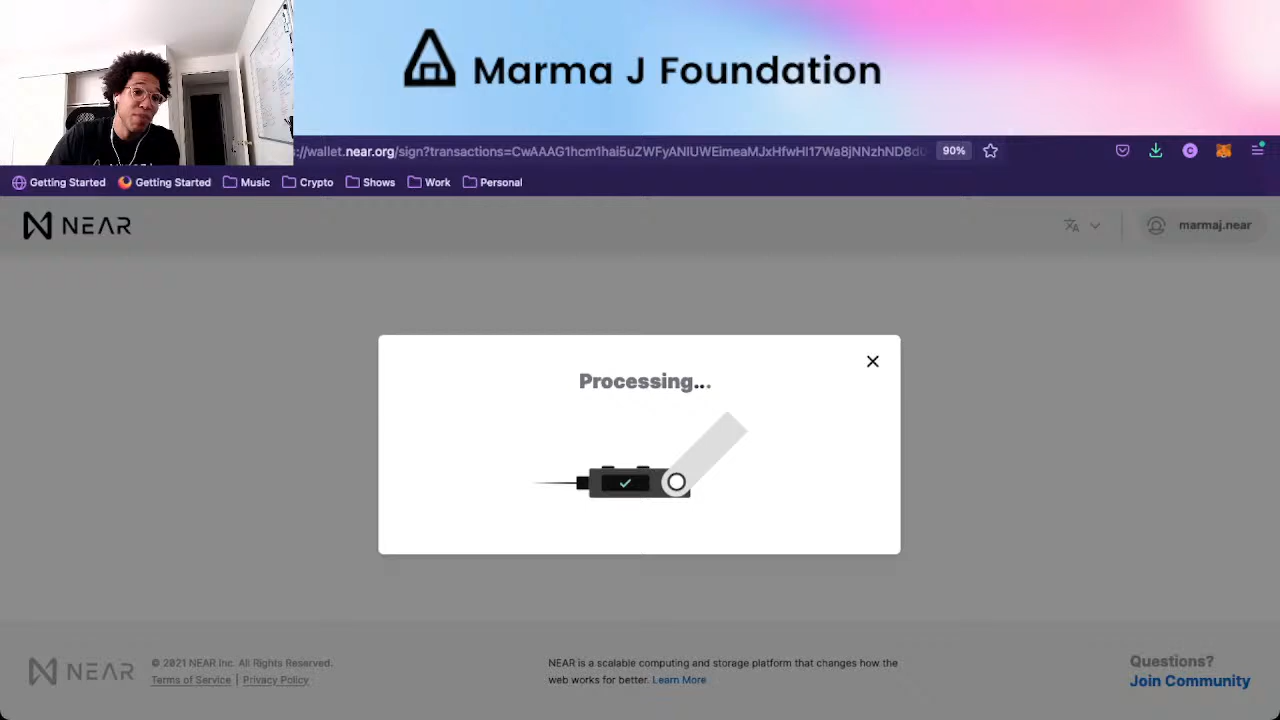 Marma J Foundation
://wallet.near.org/sign?transactions=CwAAAG1hcm1hai5uZWFyANIUWEimeaMJxHfwHl17Wa8jNNzhND8d
90%
Getting Started
Getting Started
Music
Crypto
Shows
Work
Personal
NEAR
marmaj.near
Processing...
NEAR
© 2021 NEAR Inc. All Rights Reserved.
Terms of Service | Privacy Policy
NEAR is a scalable computing and storage platform that changes how the
web works for better. Learn More
Questions?
Join Community